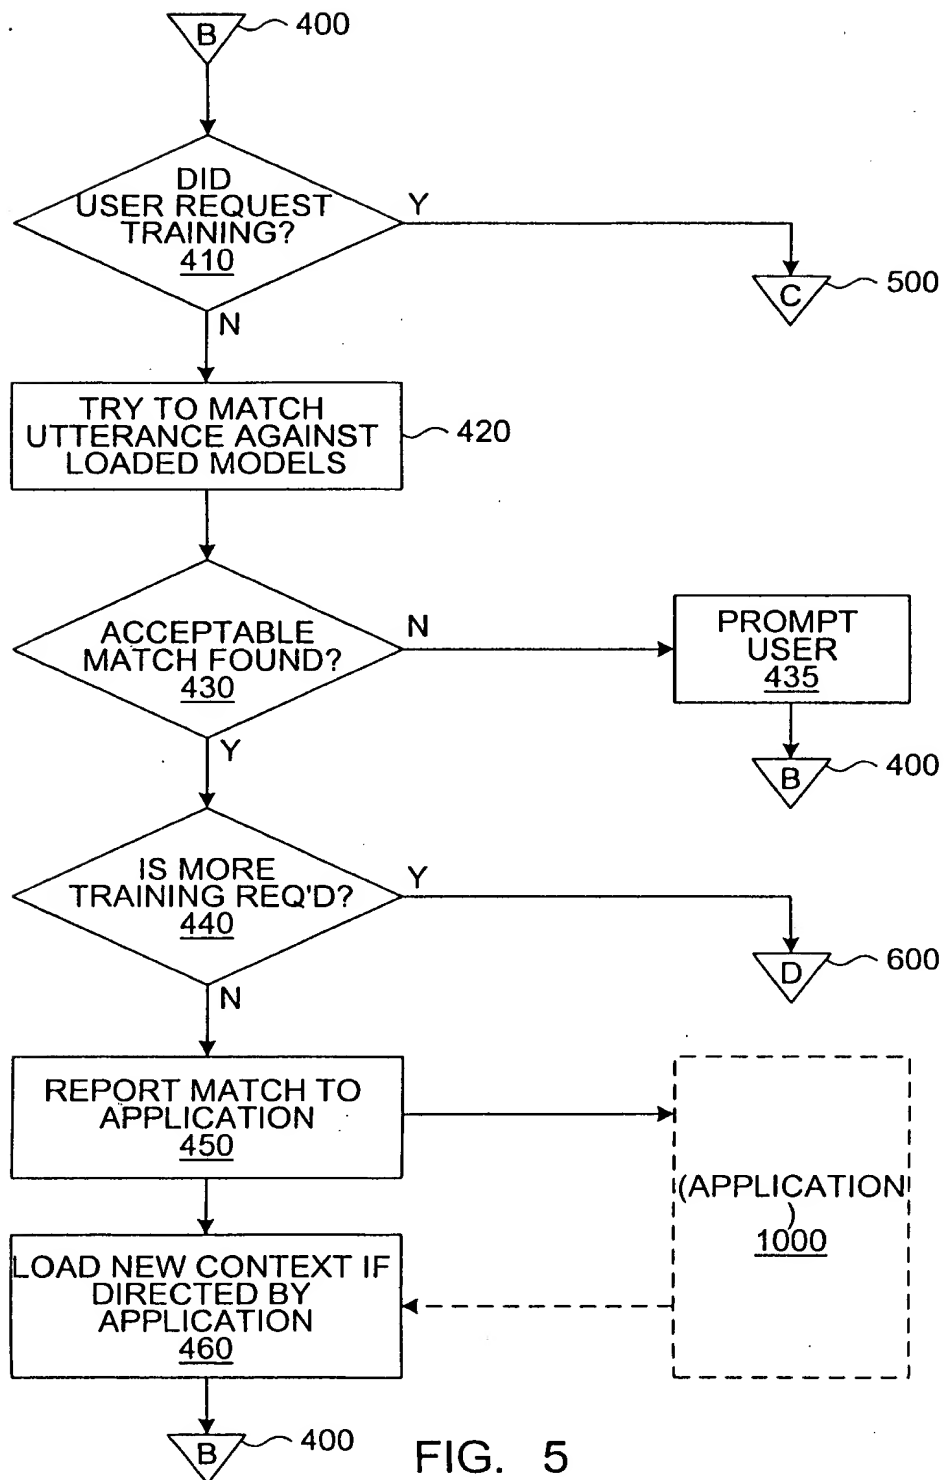 B
400
DID
USER REQUEST
TRAINING?
410
Y
C
500
N
TRY TO MATCH
UTTERANCE AGAINST
LOADED MODELS
420
ACCEPTABLE
MATCH FOUND?
430
N
PROMPT
USER
435
B
400
Y
IS MORE
TRAINING REQ'D?
440
Y
D
600
N
REPORT MATCH TO
APPLICATION
450
(APPLICATION
)
1000
LOAD NEW CONTEXT IF
DIRECTED BY
APPLICATION
460
B
400
FIG. 5